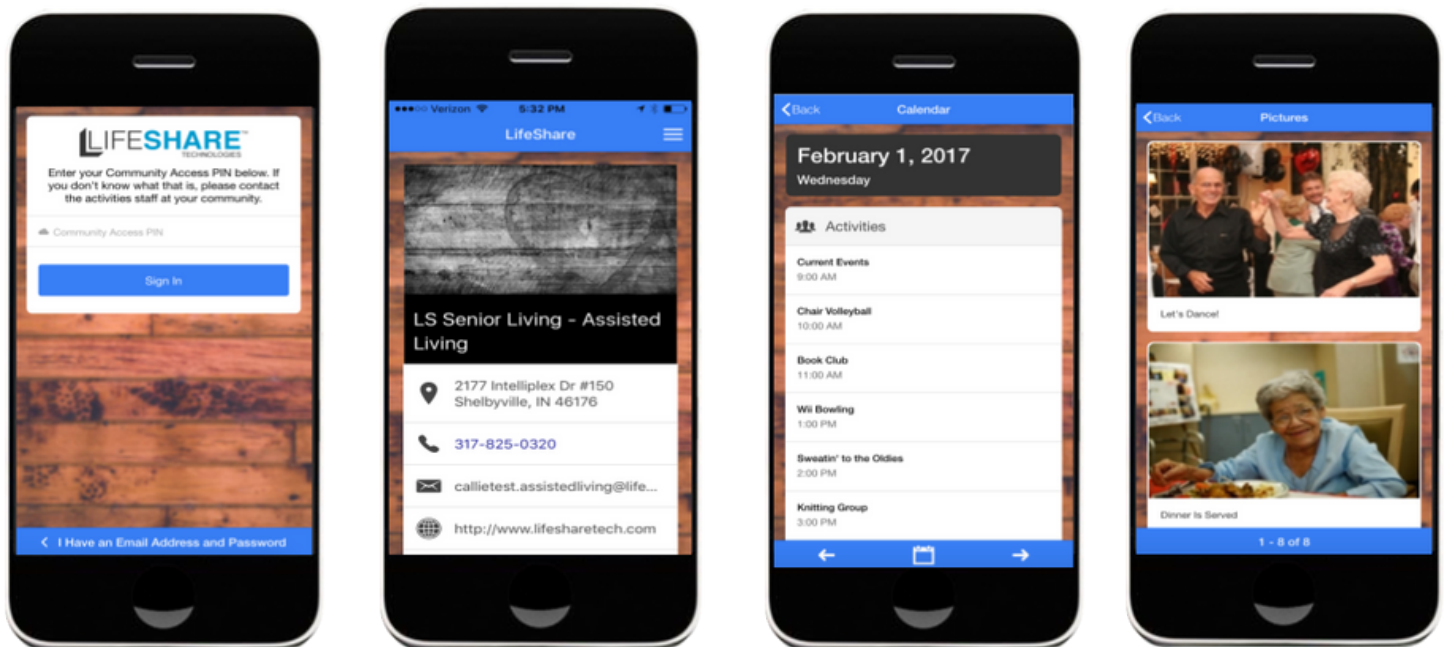 LIFESHARE™
TECHNOLOGIES
Enter your Community Access PIN below. If
you don't know what that is, please contact
the activities staff at your community.
Community Access PIN
Sign In
I Have an Email Address and Password
Verizon
5:32 PM
LifeShare
LS Senior Living - Assisted
Living
2177 Intelliplex Dr #150
Shelbyville, IN 46176
317-825-0320
callietest.assistedliving@life...
http://www.lifesharetech.com
Back
Calendar
February 1, 2017
Wednesday
Activities
Current Events
9:00 AM
Chair Volleyball
10:00 AM
Book Club
11:00 AM
Wii Bowling
1:00 PM
Sweatin' to the Oldies
2:00 PM
Knitting Group
3:00 PM
Back
Pictures
Let's Dance!
Dinner Is Served
1 - 8 of 8